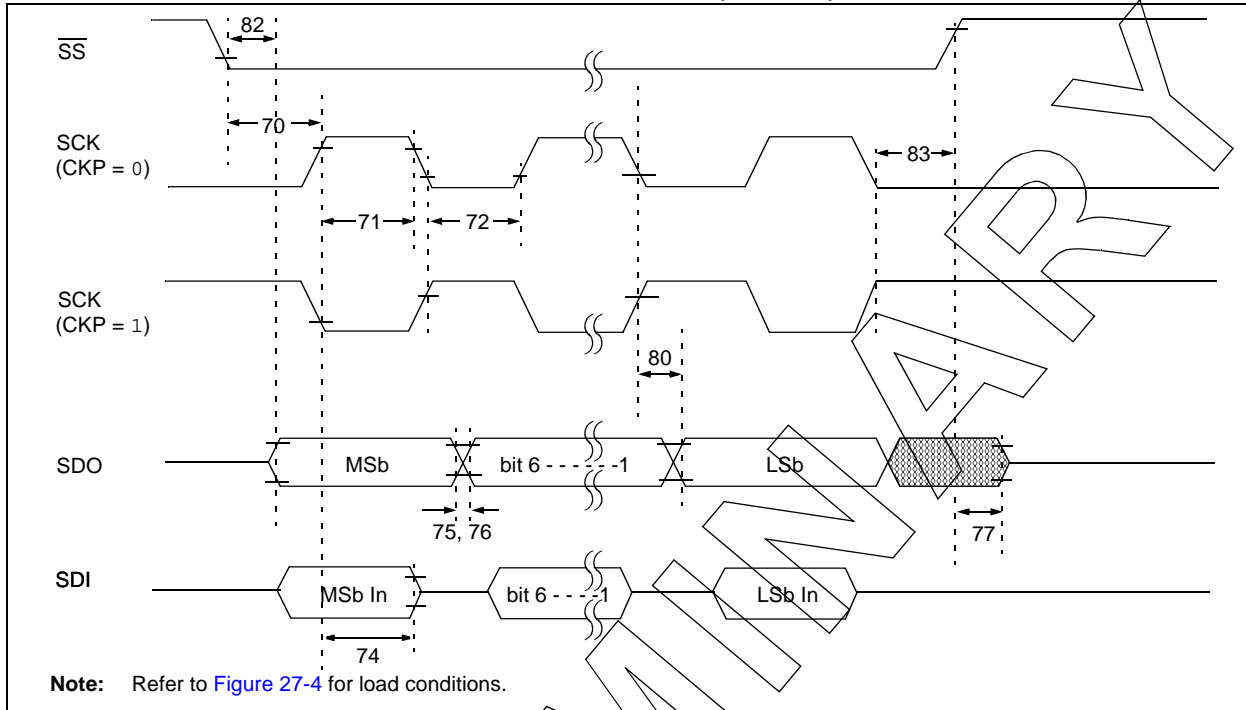 82
SS
70
SCK
(CKP = 0)
83
71
72
SCK
(CKP = 1)
80
SDO
MSb
bit 6 - - - - - -1
LSb
75, 76
77
SDI
MSb In
bit 6 - - - -1
LSb In
74
Note: Refer to Figure 27-4 for load conditions.